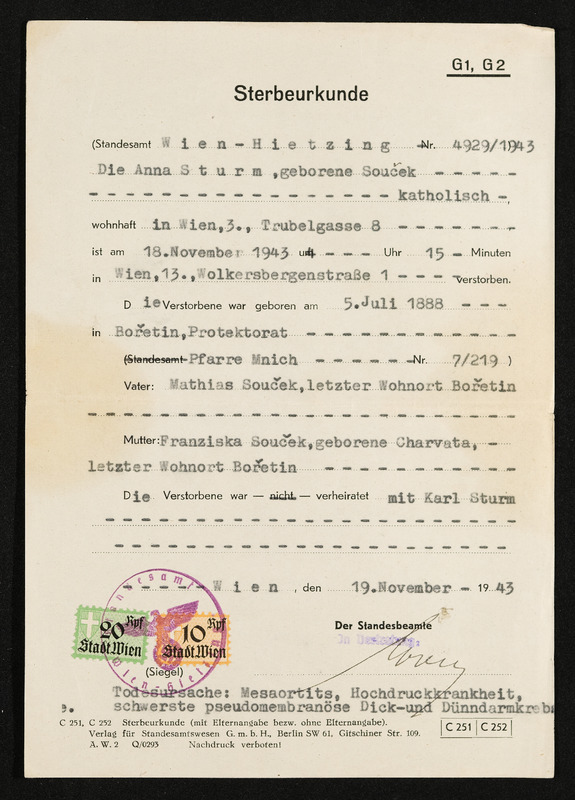 G1, G2
Sterbeurkunde
(Standesamt Wien-Hietzing Nr. 4929/1943
Die Anna Sturm, geborene Souček - - - - -
- - - - - - - - - - - - - - - - katholisch -,
wohnhaft in Wien,3., Trubelgasse 8 - - - - - - -
ist am 18.November 1943 um 4 - - - Uhr 15 - Minuten
in Wien,13.,Wolkersbergenstraße 1 - - - - verstorben.
Die Verstorbene war geboren am 5.Juli 1888 - - -
in Bořetin,Protektorat - - - - - - - - - - -
(Standesamt Pfarre Mnich - - - - - Nr. 7/219 )
Vater: Mathias Souček,letzter Wohnort Bořetin
- - - - - - - - - - - - - - - - - - - - - -
Mutter: Franziska Souček,geborene Charvata, -
letzter Wohnort Bořetin - - - - - - - - - -
Die Verstorbene war — nicht — verheiratet mit Karl Sturm
- - - - - - - - - - - - - - - - - - - - -
- - - - - - - - - - - - - - - - - - - -
- - - - Wien, den 19.November - 1943
Der Standesbeamte
20 Rpf Stadt Wien
10 Rpf Stadt Wien
(Siegel)
Todesursache: Mesaortits, Hochdruckkrankheit,
schwerste pseudomembranöse Dick-und Dünndarmkrebs
C 251, C 252 Sterbeurkunde (mit Elternangabe bezw. ohne Elternangabe).
Verlag für Standesamtswesen G. m. b. H., Berlin SW 61, Gitschiner Str. 109.
A. W. 2 Q/0293 Nachdruck verboten!
C 251 C 252